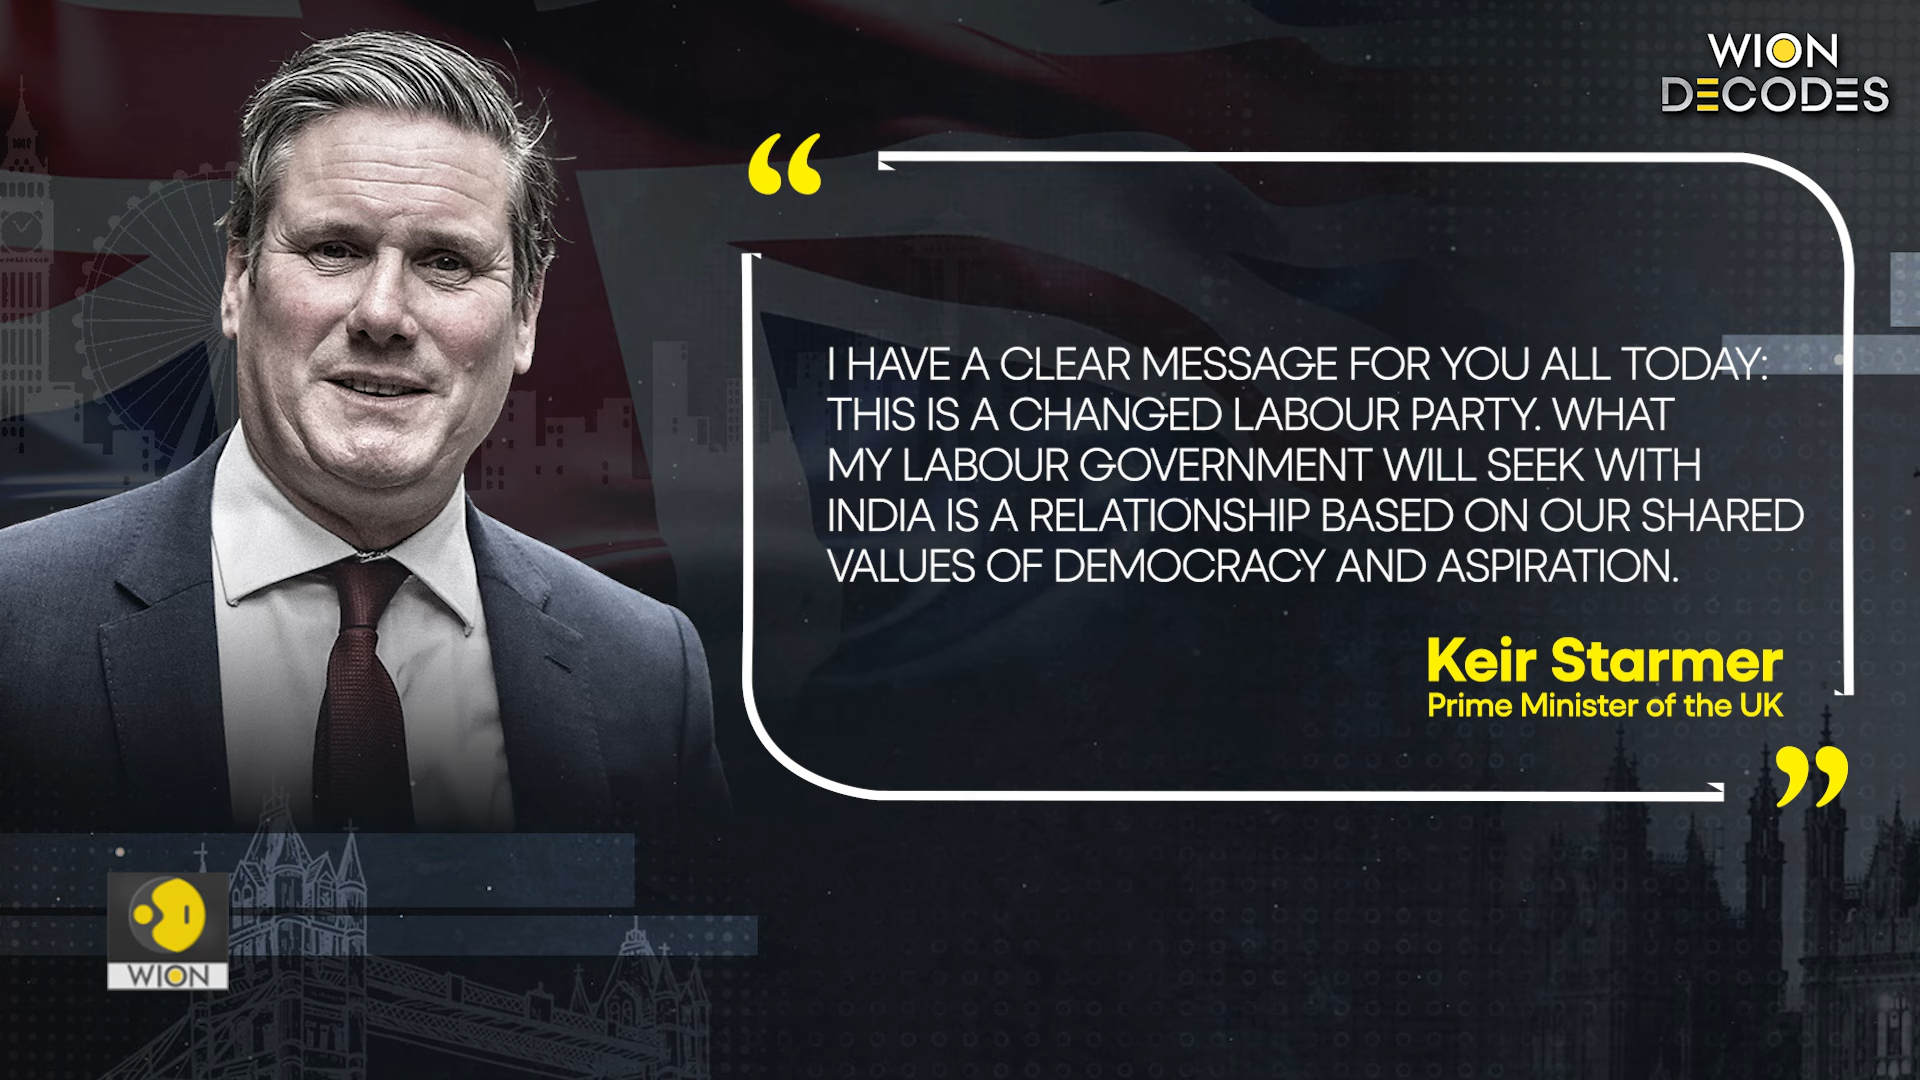 WION
DECODES
“
I HAVE A CLEAR MESSAGE FOR YOU ALL TODAY:
THIS IS A CHANGED LABOUR PARTY. WHAT
MY LABOUR GOVERNMENT WILL SEEK WITH
INDIA IS A RELATIONSHIP BASED ON OUR SHARED
VALUES OF DEMOCRACY AND ASPIRATION.
Keir Starmer
Prime Minister of the UK
”
WION